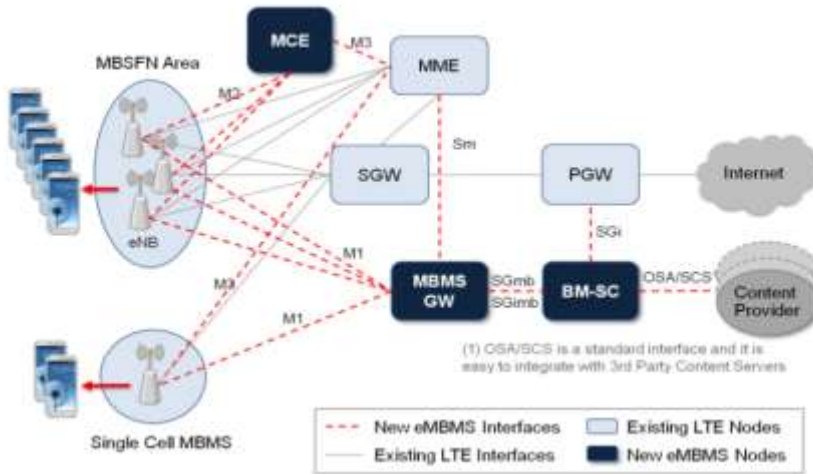 MCE
M3
MBSFN Area
MME
M2
Sm
SGW
PGW
Internet
eNB
M1
SGi
M3
MBMS
GW
SGmb
SGimb
BM-SC
OSA/SCS
Content
Provider
M1
(1) OSA/SCS is a standard interface and it is
easy to integrate with 3rd Party Content Servers
Single Cell MBMS
New eMBMS Interfaces
Existing LTE Nodes
Existing LTE Interfaces
New eMBMS Nodes